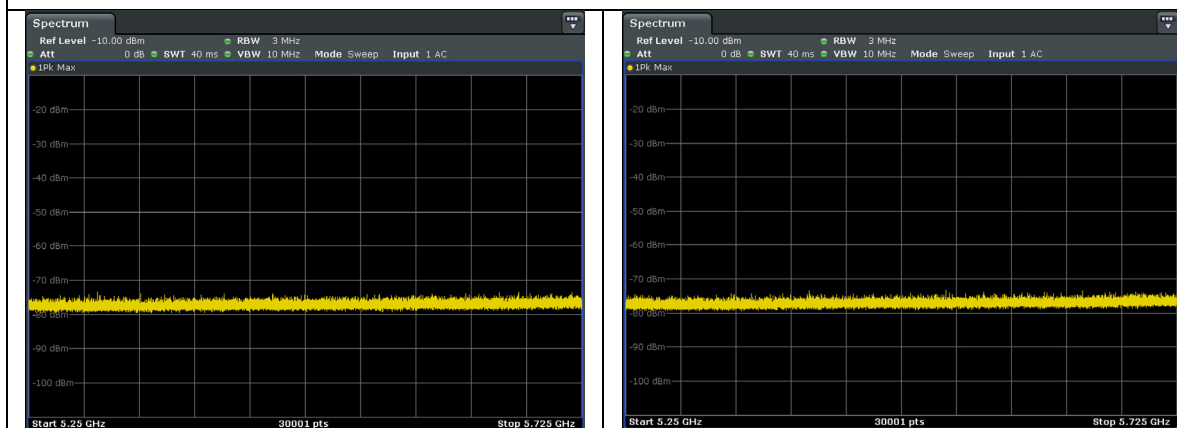 Spectrum
Ref Level -10.00 dBm RBW 3 MHz
Att 0 dB SWT 40 ms VBW 10 MHz Mode Sweep Input 1 AC
1Pk Max
-20 dBm
-30 dBm
-40 dBm
-50 dBm
-60 dBm
-70 dBm
-80 dBm
-90 dBm
-100 dBm
Start 5.25 GHz 30001 pts Stop 5.725 GHz
Spectrum
Ref Level -10.00 dBm RBW 3 MHz
Att 0 dB SWT 40 ms VBW 10 MHz Mode Sweep Input 1 AC
1Pk Max
-20 dBm
-30 dBm
-40 dBm
-50 dBm
-60 dBm
-70 dBm
-80 dBm
-90 dBm
-100 dBm
Start 5.25 GHz 30001 pts Stop 5.725 GHz